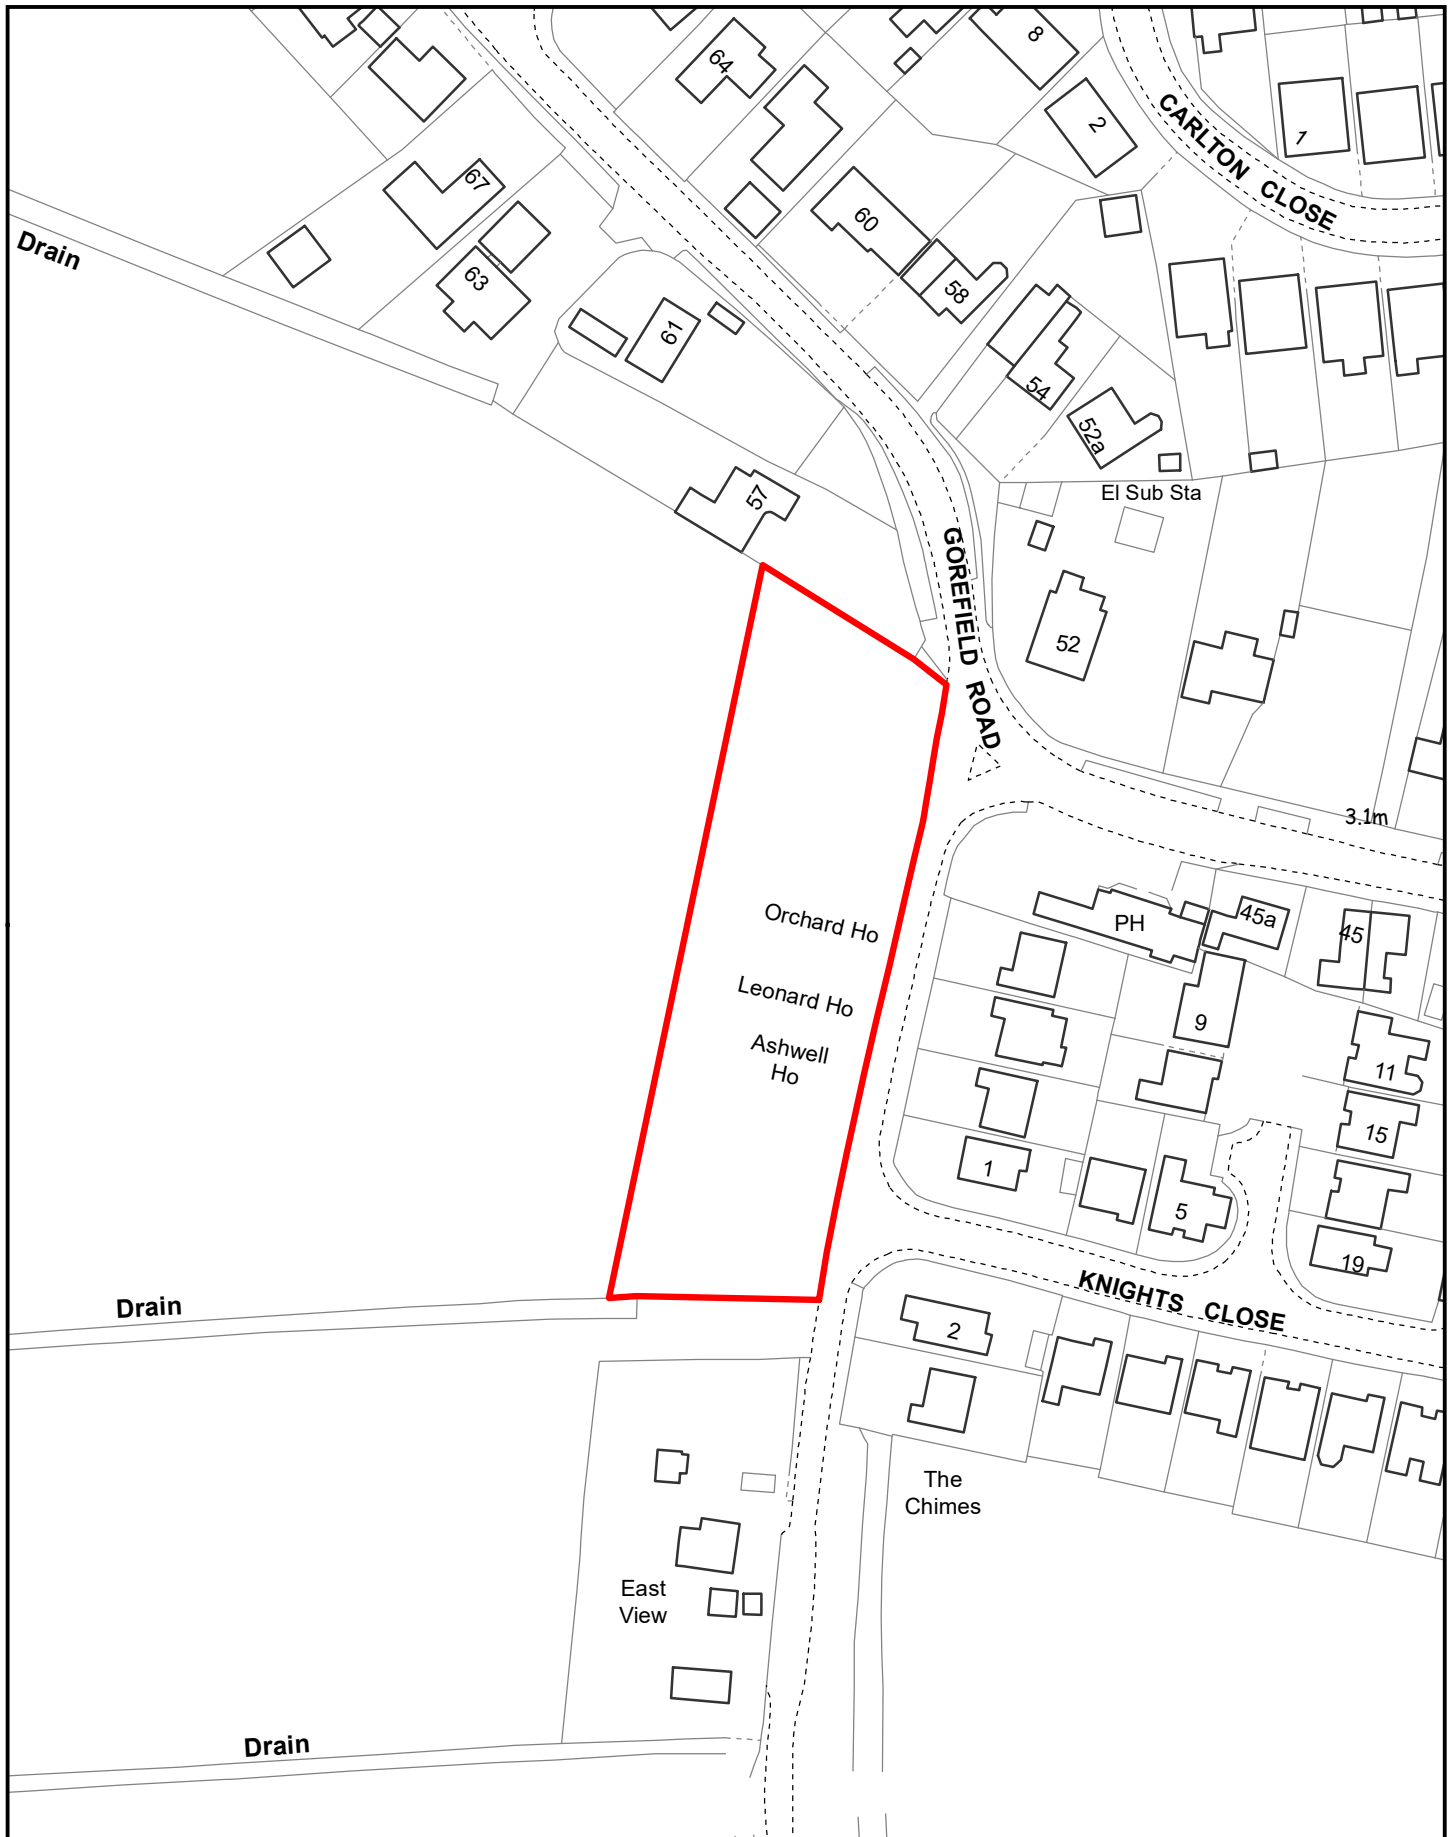 8
64
2
CARLTON CLOSE
1
67
60
Drain
63
58
61
54
52a
57
El Sub Sta
GOREFIELD ROAD
52
3.1m
Orchard Ho
PH
45a
45
Leonard Ho
9
Ashwell
Ho
11
15
1
5
19
KNIGHTS CLOSE
Drain
2
The
Chimes
East
View
Drain